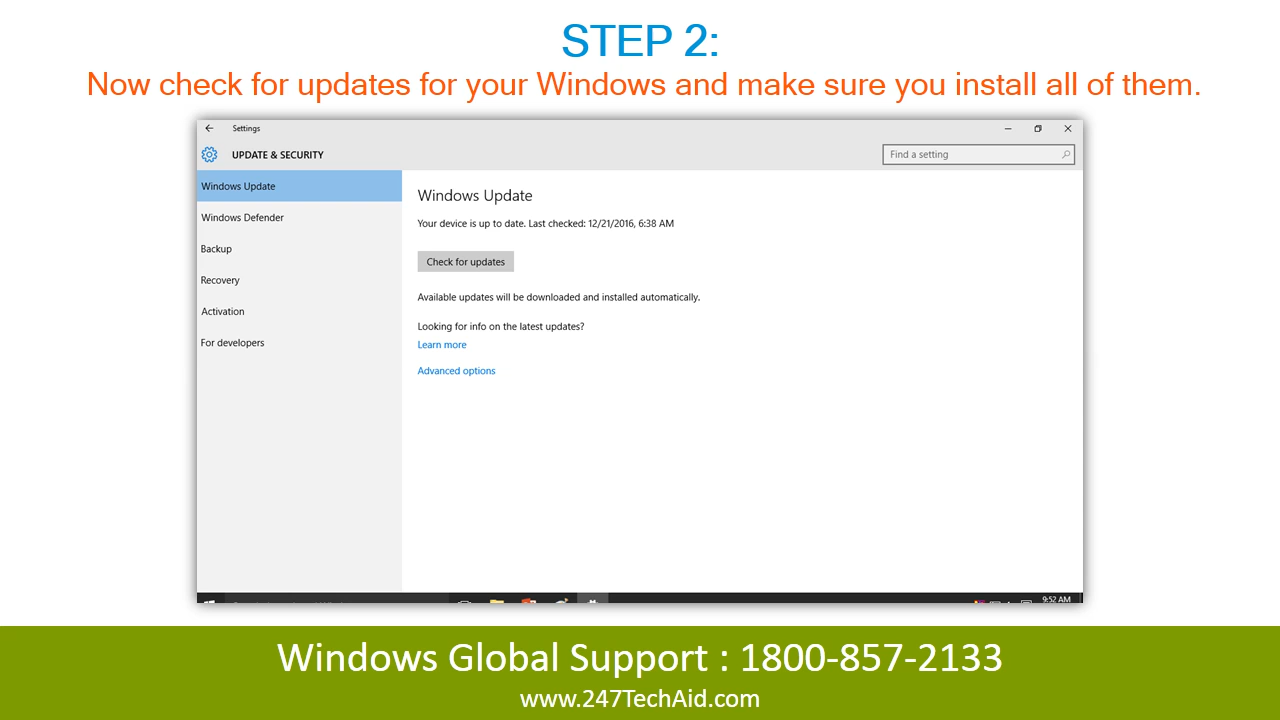 STEP 2:
Now check for updates for your Windows and make sure you install all of them.
Settings
UPDATE & SECURITY
Find a setting
Windows Update
Windows Defender
Backup
Recovery
Activation
For developers
Windows Update
Your device is up to date. Last checked: 12/21/2016, 6:38 AM
Check for updates
Available updates will be downloaded and installed automatically.
Looking for info on the latest updates?
Learn more
Advanced options
9:52 AM
Windows Global Support : 1800-857-2133
www.247TechAid.com